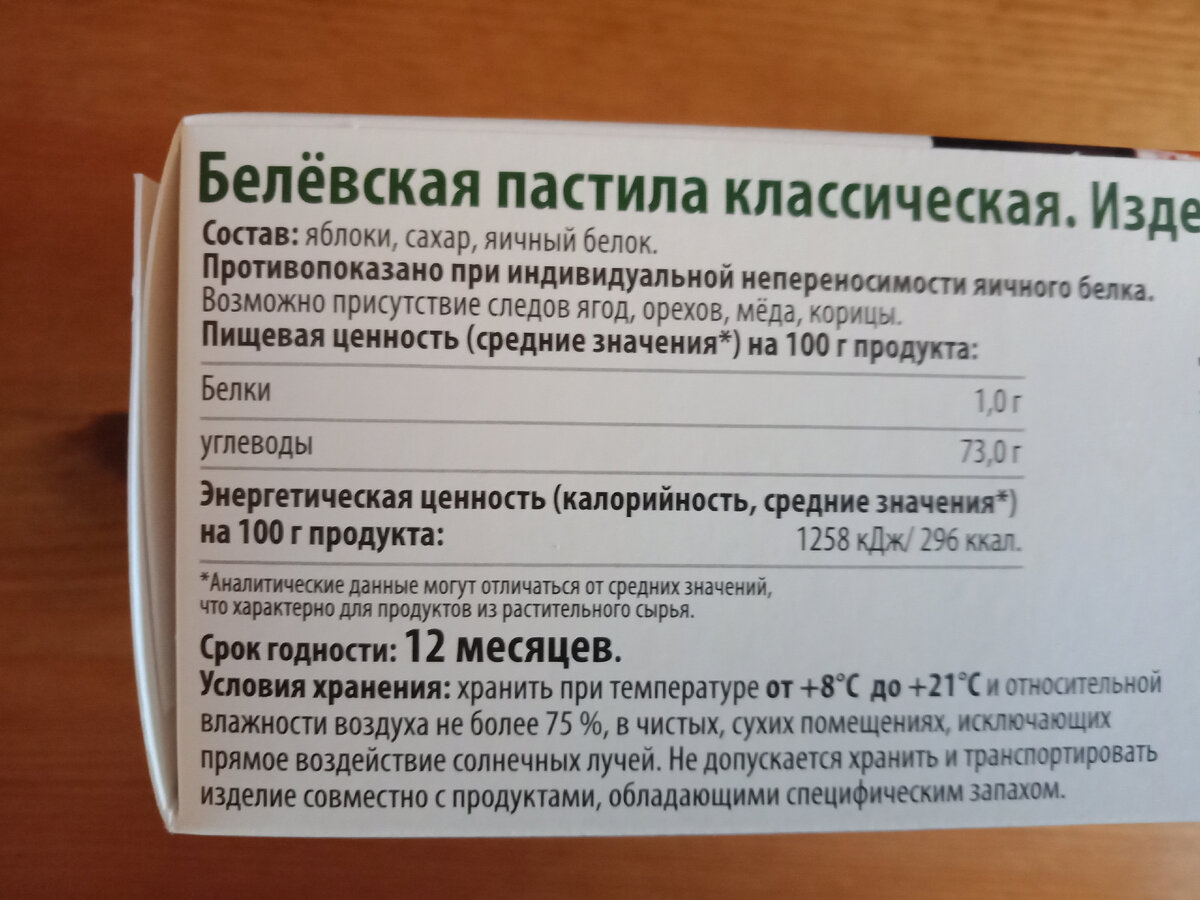 Белёвская пастила классическая. Изде
Состав: яблоки, сахар, яичный белок.
Противопоказано при индивидуальной непереносимости яичного белка.
Возможно присутствие следов ягод, орехов, мёда, корицы.
Пищевая ценность (средние значения*) на 100 г продукта:
Белки 1,0 г
углеводы 73,0 г
Энергетическая ценность (калорийность, средние значения*)
на 100 г продукта: 1258 кДж/ 296 ккал.
*Аналитические данные могут отличаться от средних значений,
что характерно для продуктов из растительного сырья.
Срок годности: 12 месяцев.
Условия хранения: хранить при температуре от +8°С до +21°С и относительной
влажности воздуха не более 75 %, в чистых, сухих помещениях, исключающих
прямое воздействие солнечных лучей. Не допускается хранить и транспортировать
изделие совместно с продуктами, обладающими специфическим запахом.